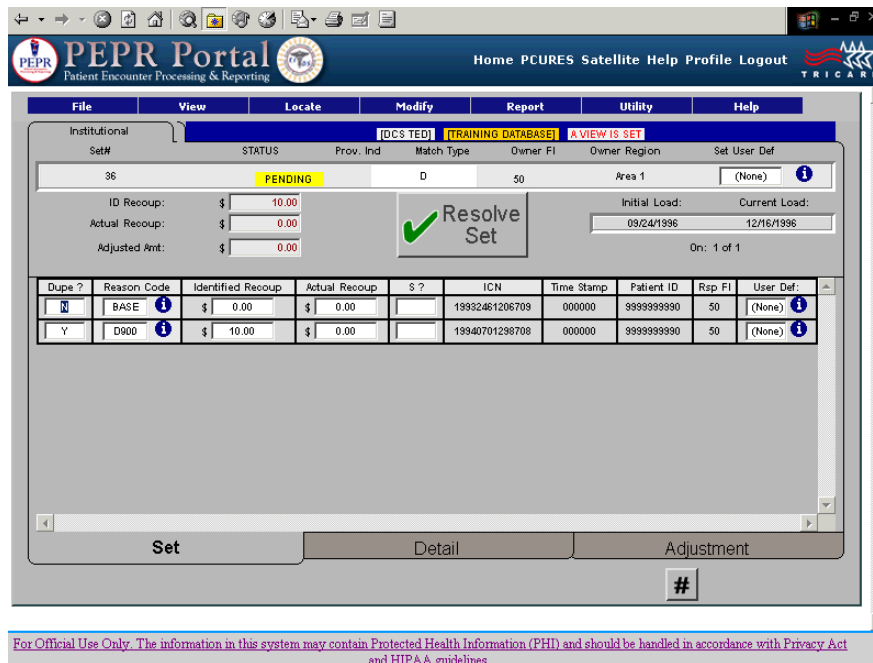 PEPR Portal
PEPR
Patient Encounter Processing & Reporting
Home PCURES Satellite Help Profile Logout
TRICAR
File View Locate Modify Report Utility Help
Institutional
[DCS TED] [TRAINING DATABASE] A VIEW IS SET
Set# STATUS Prov. Ind Match Type Owner FI Owner Region Set User Def
36 PENDING D 50 Area 1 (None) i
ID Recoup: $ 10.00
Actual Recoup: $ 0.00
Adjusted Amt: $ 0.00
Resolve
Set
Initial Load: Current Load:
09/24/1996 12/16/1996
On: 1 of 1
Dupe ? Reason Code Identified Recoup Actual Recoup S ? ICN Time Stamp Patient ID Rsp FI User Def:
N BASE i $ 0.00 $ 0.00 19932461206709 000000 9999999990 50 (None) i
Y D900 i $ 10.00 $ 0.00 19940701298708 000000 9999999990 50 (None) i
Set Detail Adjustment
#
For Official Use Only. The information in this system may contain Protected Health Information (PHI) and should be handled in accordance with Privacy Act
and HIPAA guidelines